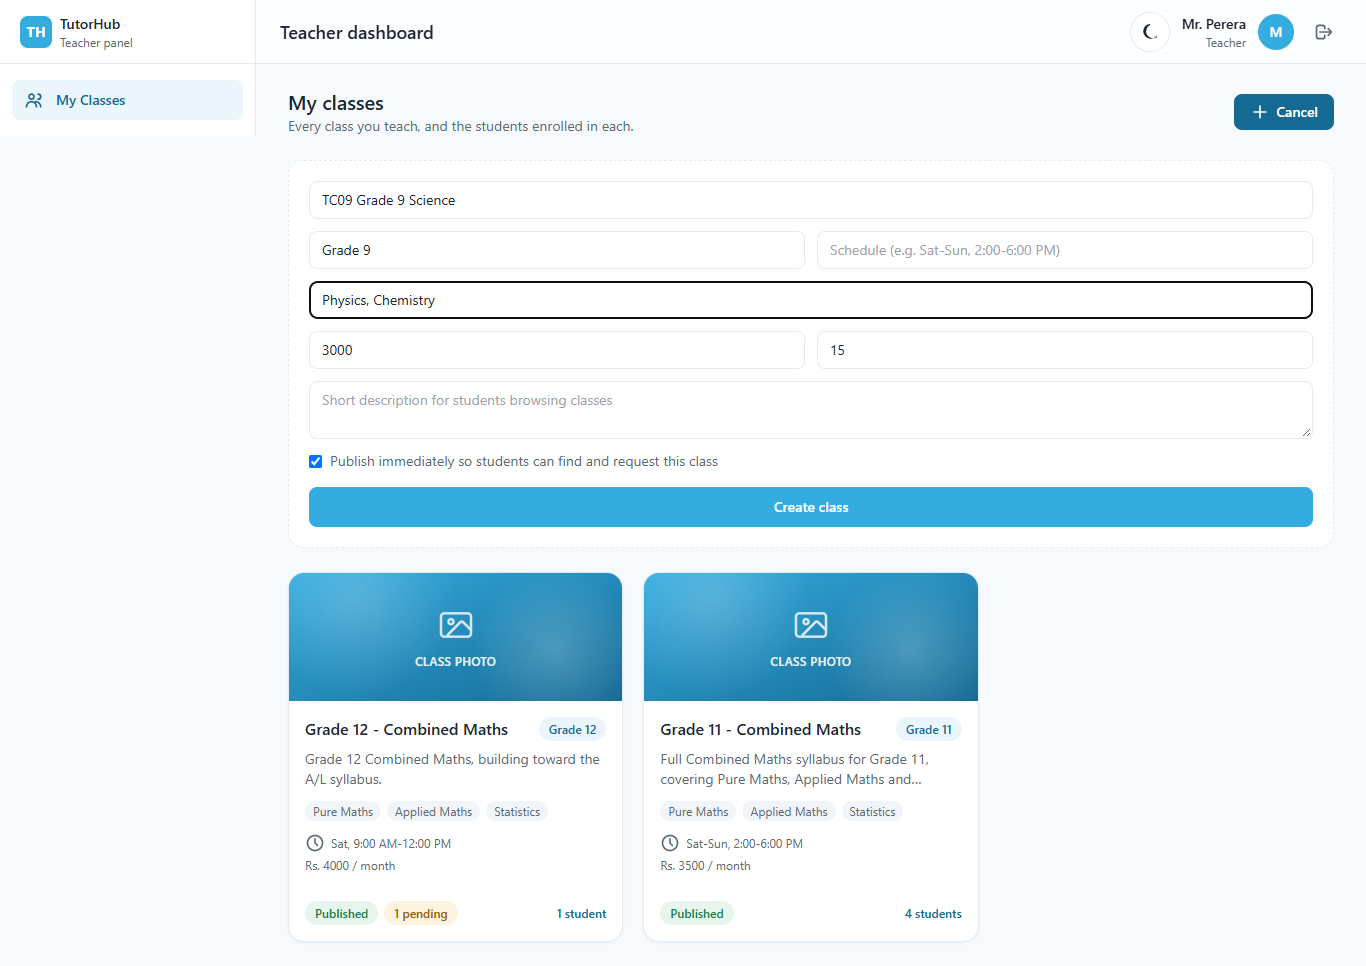 TH
TutorHub
Teacher panel
My Classes
Teacher dashboard
Mr. Perera
Teacher
M
My classes
Every class you teach, and the students enrolled in each.
Cancel
TC09 Grade 9 Science
Grade 9
Schedule (e.g. Sat-Sun, 2:00-6:00 PM)
Physics, Chemistry
3000
15
Short description for students browsing classes
Publish immediately so students can find and request this class
Create class
CLASS PHOTO
Grade 12 - Combined Maths
Grade 12
Grade 12 Combined Maths, building toward the
A/L syllabus.
Pure Maths
Applied Maths
Statistics
Sat, 9:00 AM-12:00 PM
Rs. 4000 / month
Published
1 pending
1 student
CLASS PHOTO
Grade 11 - Combined Maths
Grade 11
Full Combined Maths syllabus for Grade 11,
covering Pure Maths, Applied Maths and...
Pure Maths
Applied Maths
Statistics
Sat-Sun, 2:00-6:00 PM
Rs. 3500 / month
Published
4 students